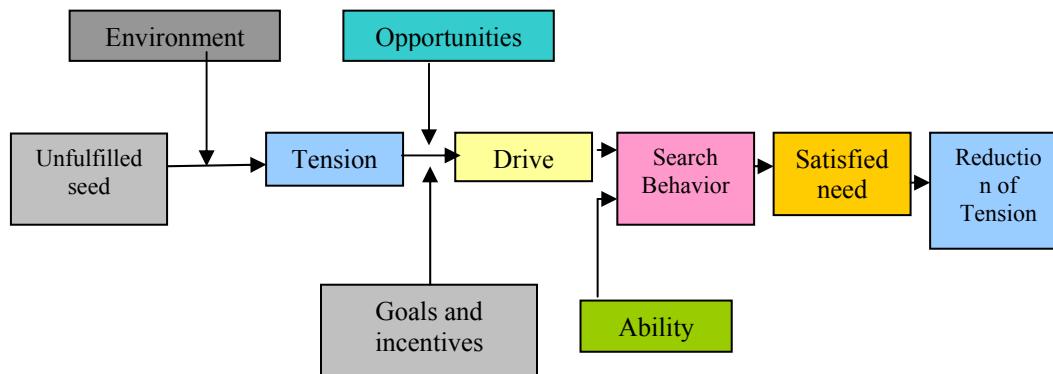 Environment
Opportunities
Unfulfilled
seed
Tension
Drive
Search
Behavior
Satisfied
need
Reductio
n of
Tension
Goals and
incentives
Ability